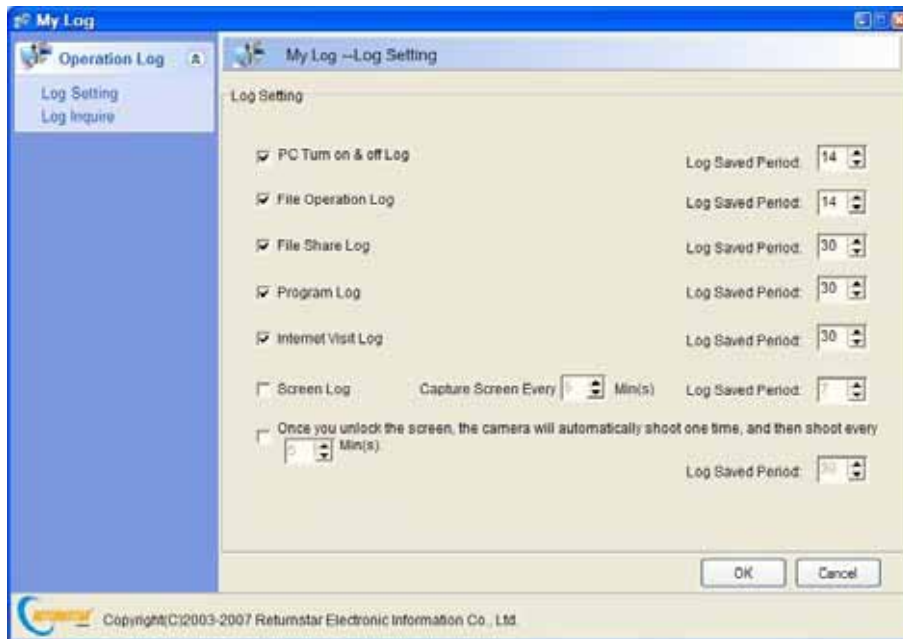 My Log
Operation Log
Log Setting
Log Inquire
My Log --Log Setting
Log Setting
PC Turn on & off Log Log Saved Period: 14
File Operation Log Log Saved Period: 14
File Share Log Log Saved Period: 30
Program Log Log Saved Period: 30
Internet Visit Log Log Saved Period: 30
Screen Log Capture Screen Every 5 Min(s) Log Saved Period: 7
Once you unlock the screen, the camera will automatically shoot one time, and then shoot every
5 Min(s).
Log Saved Period: 30
OK Cancel
Copyright(C)2003-2007 Returnstar Electronic Information Co., Ltd.